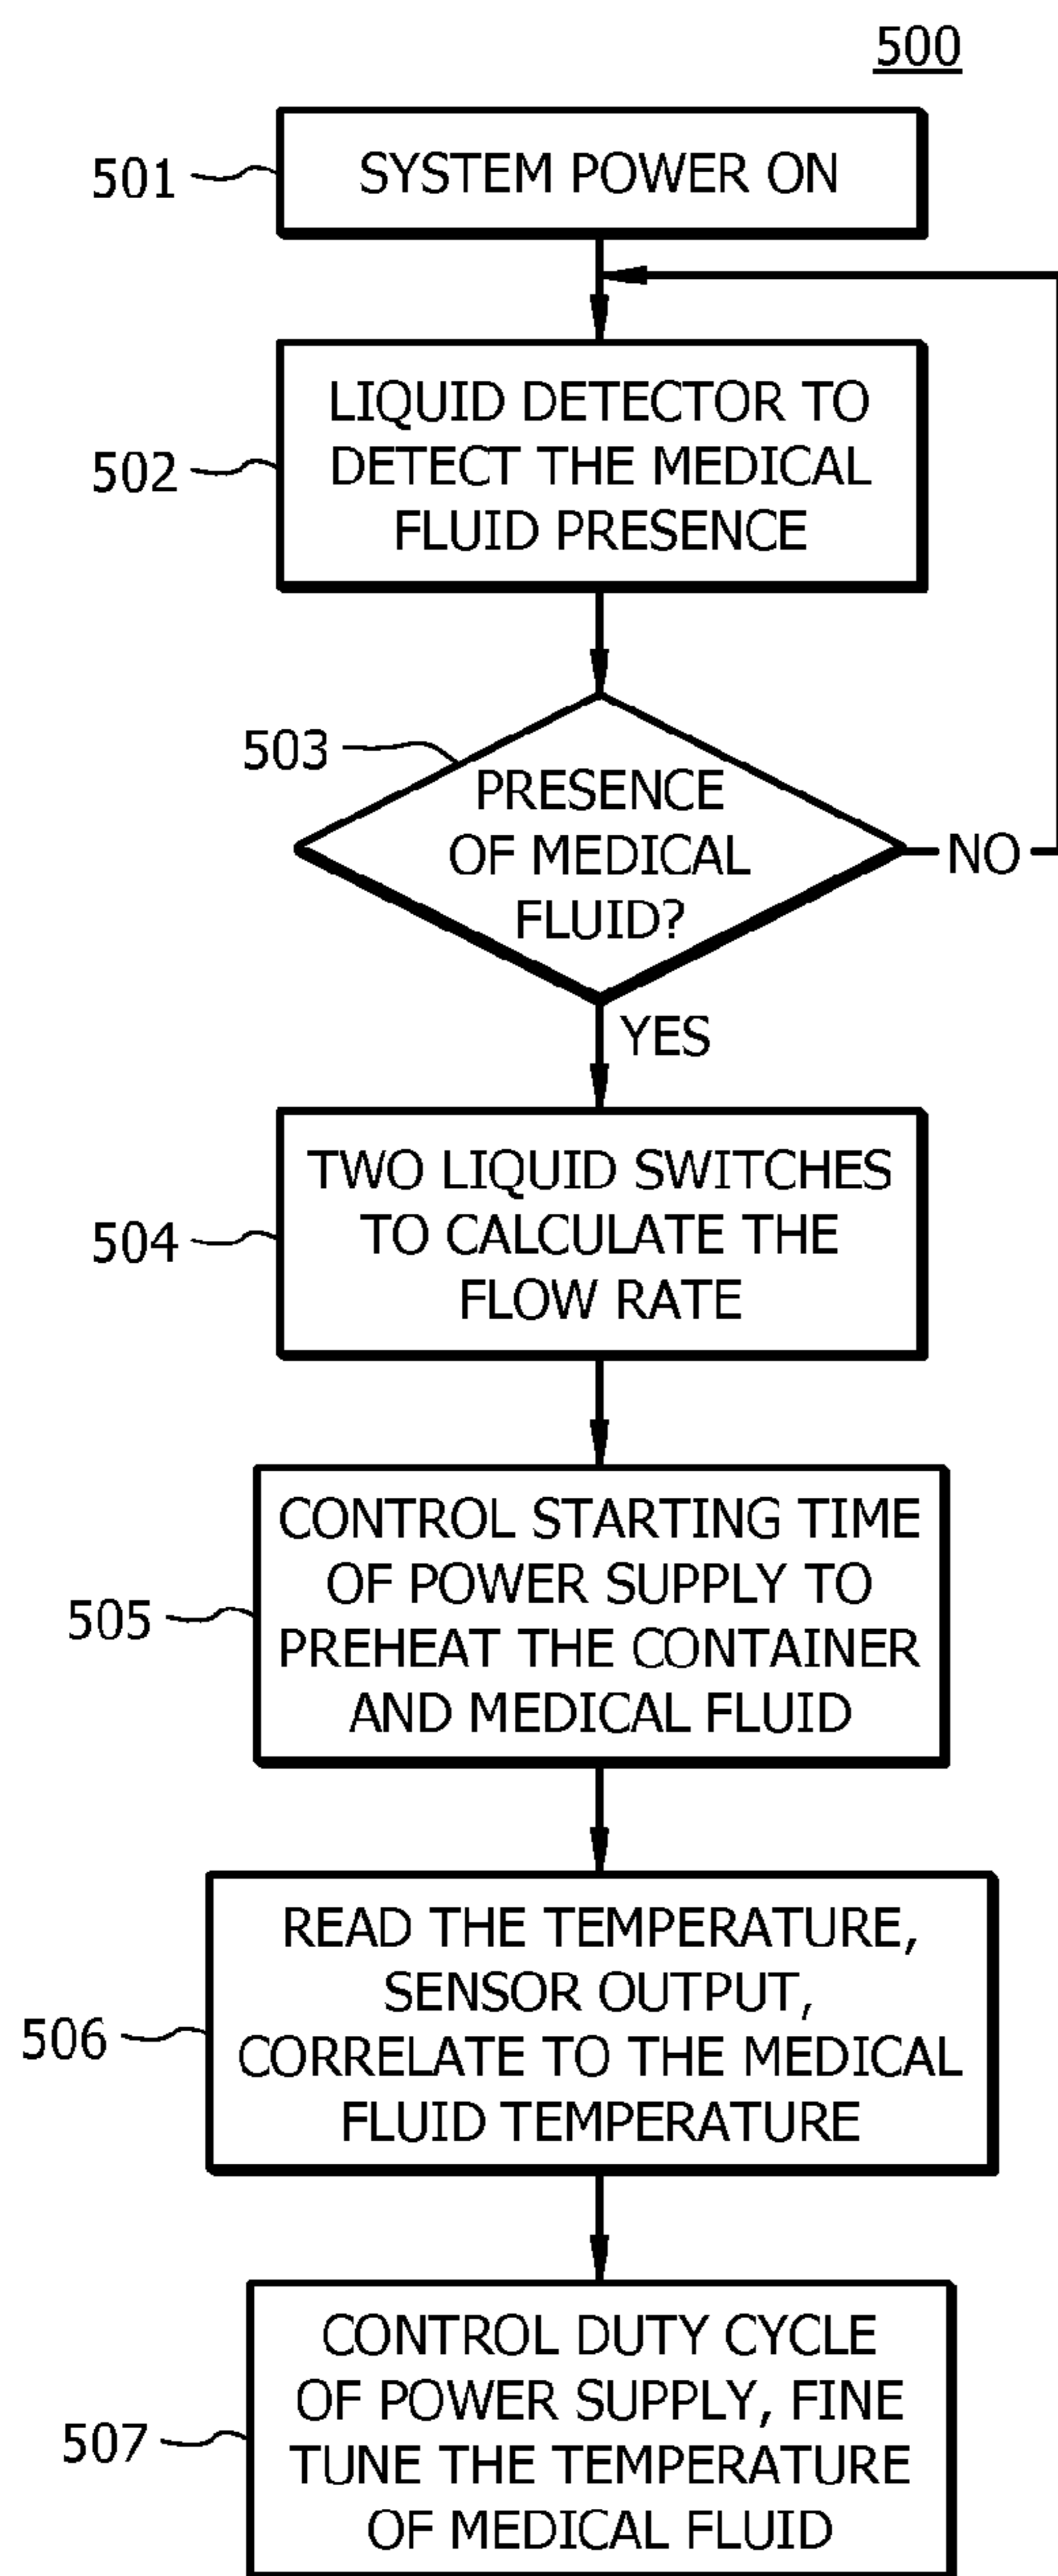 500
501
SYSTEM POWER ON
502
LIQUID DETECTOR TO
DETECT THE MEDICAL
FLUID PRESENCE
503
PRESENCE
OF MEDICAL
FLUID?
NO
YES
504
TWO LIQUID SWITCHES
TO CALCULATE THE
FLOW RATE
505
CONTROL STARTING TIME
OF POWER SUPPLY TO
PREHEAT THE CONTAINER
AND MEDICAL FLUID
506
READ THE TEMPERATURE,
SENSOR OUTPUT,
CORRELATE TO THE MEDICAL
FLUID TEMPERATURE
507
CONTROL DUTY CYCLE
OF POWER SUPPLY, FINE
TUNE THE TEMPERATURE
OF MEDICAL FLUID